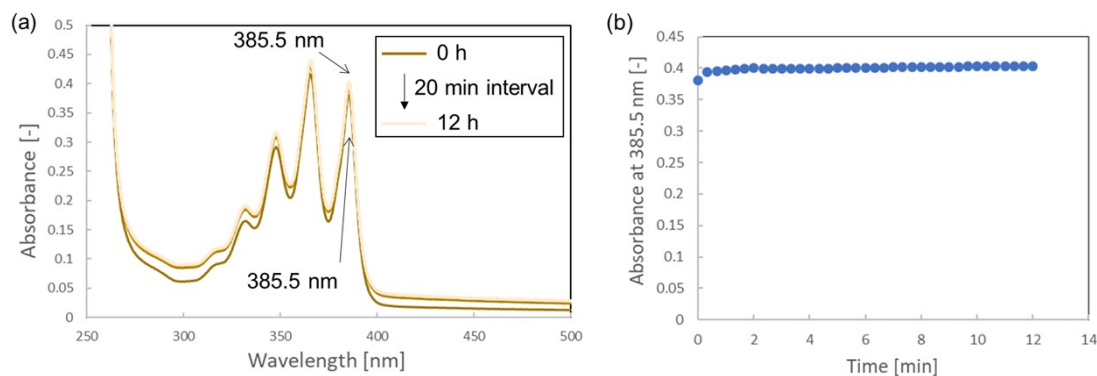 (a)
0.5
0.45
0.4
0.35
0.3
0.25
0.2
0.15
0.1
0.05
0
Absorbance [-]
250 300 350 400 450 500
Wavelength [nm]
385.5 nm
385.5 nm
0 h
20 min interval
12 h
(b)
0.45
0.4
0.35
0.3
0.25
0.2
0.15
0.1
0.05
0
Absorbance at 385.5 nm [-]
0 2 4 6 8 10 12 14
Time [min]